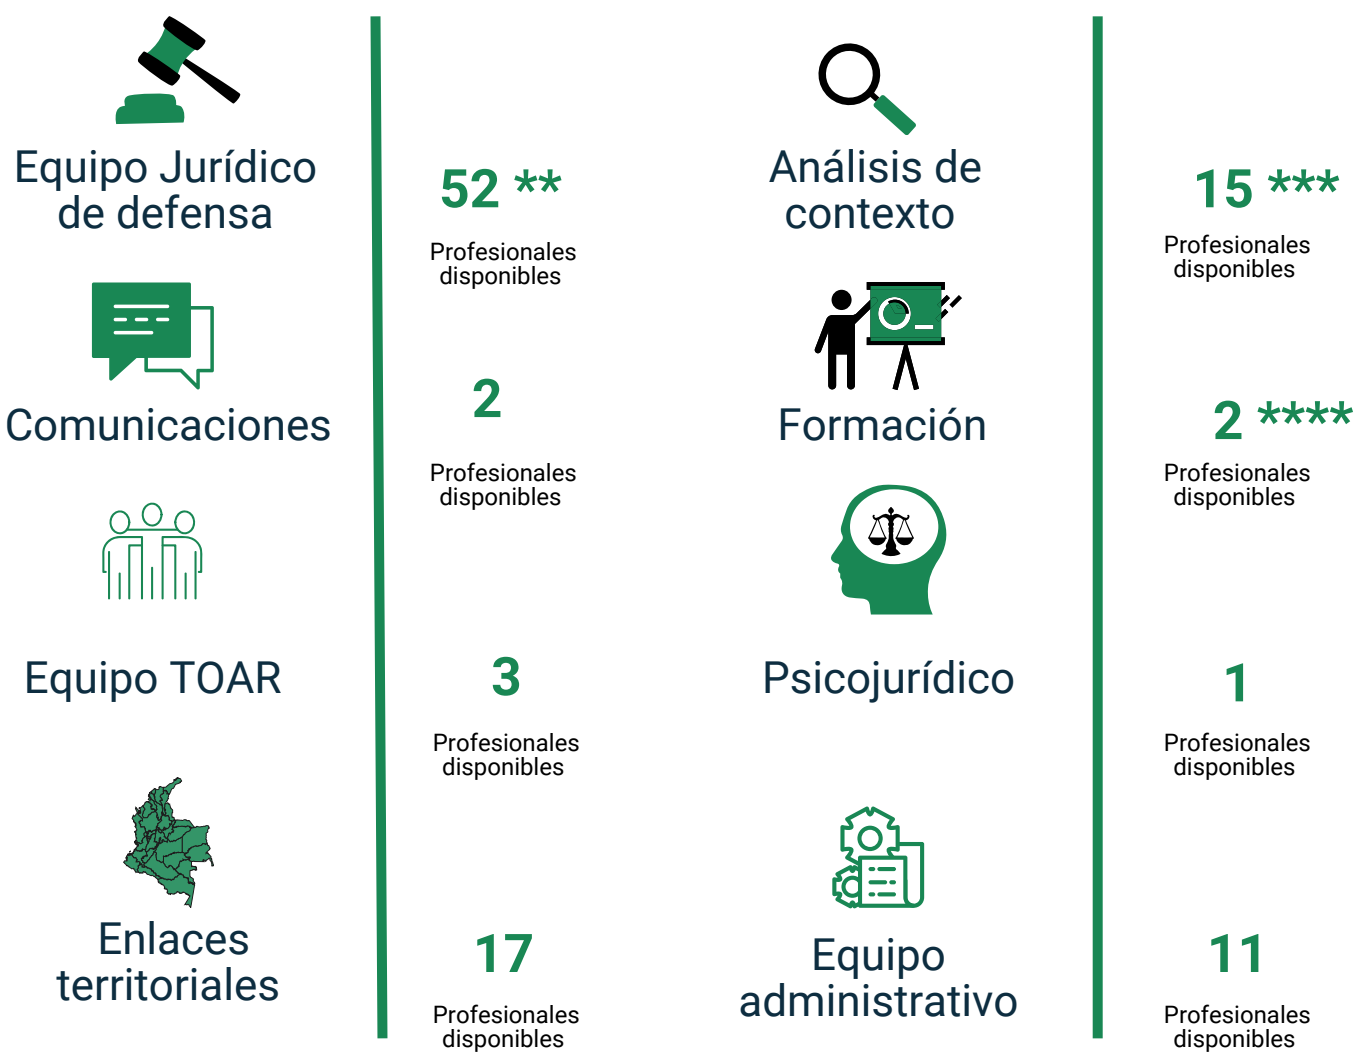 Equipo Jurídico
de defensa
52 **
Profesionales
disponibles
Análisis de
contexto
15 ***
Profesionales
disponibles
Comunicaciones
2
Profesionales
disponibles
Formación
2 ****
Profesionales
disponibles
Equipo TOAR
3
Profesionales
disponibles
Psicojurídico
1
Profesionales
disponibles
Enlaces
territoriales
17
Profesionales
disponibles
Equipo
administrativo
11
Profesionales
disponibles